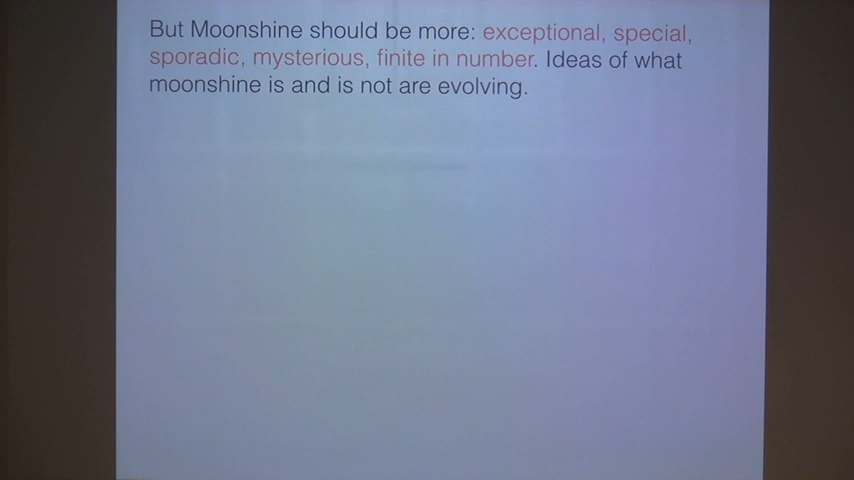 But Moonshine should be more: exceptional, special,
sporadic, mysterious, finite in number. Ideas of what
moonshine is and is not are evolving.